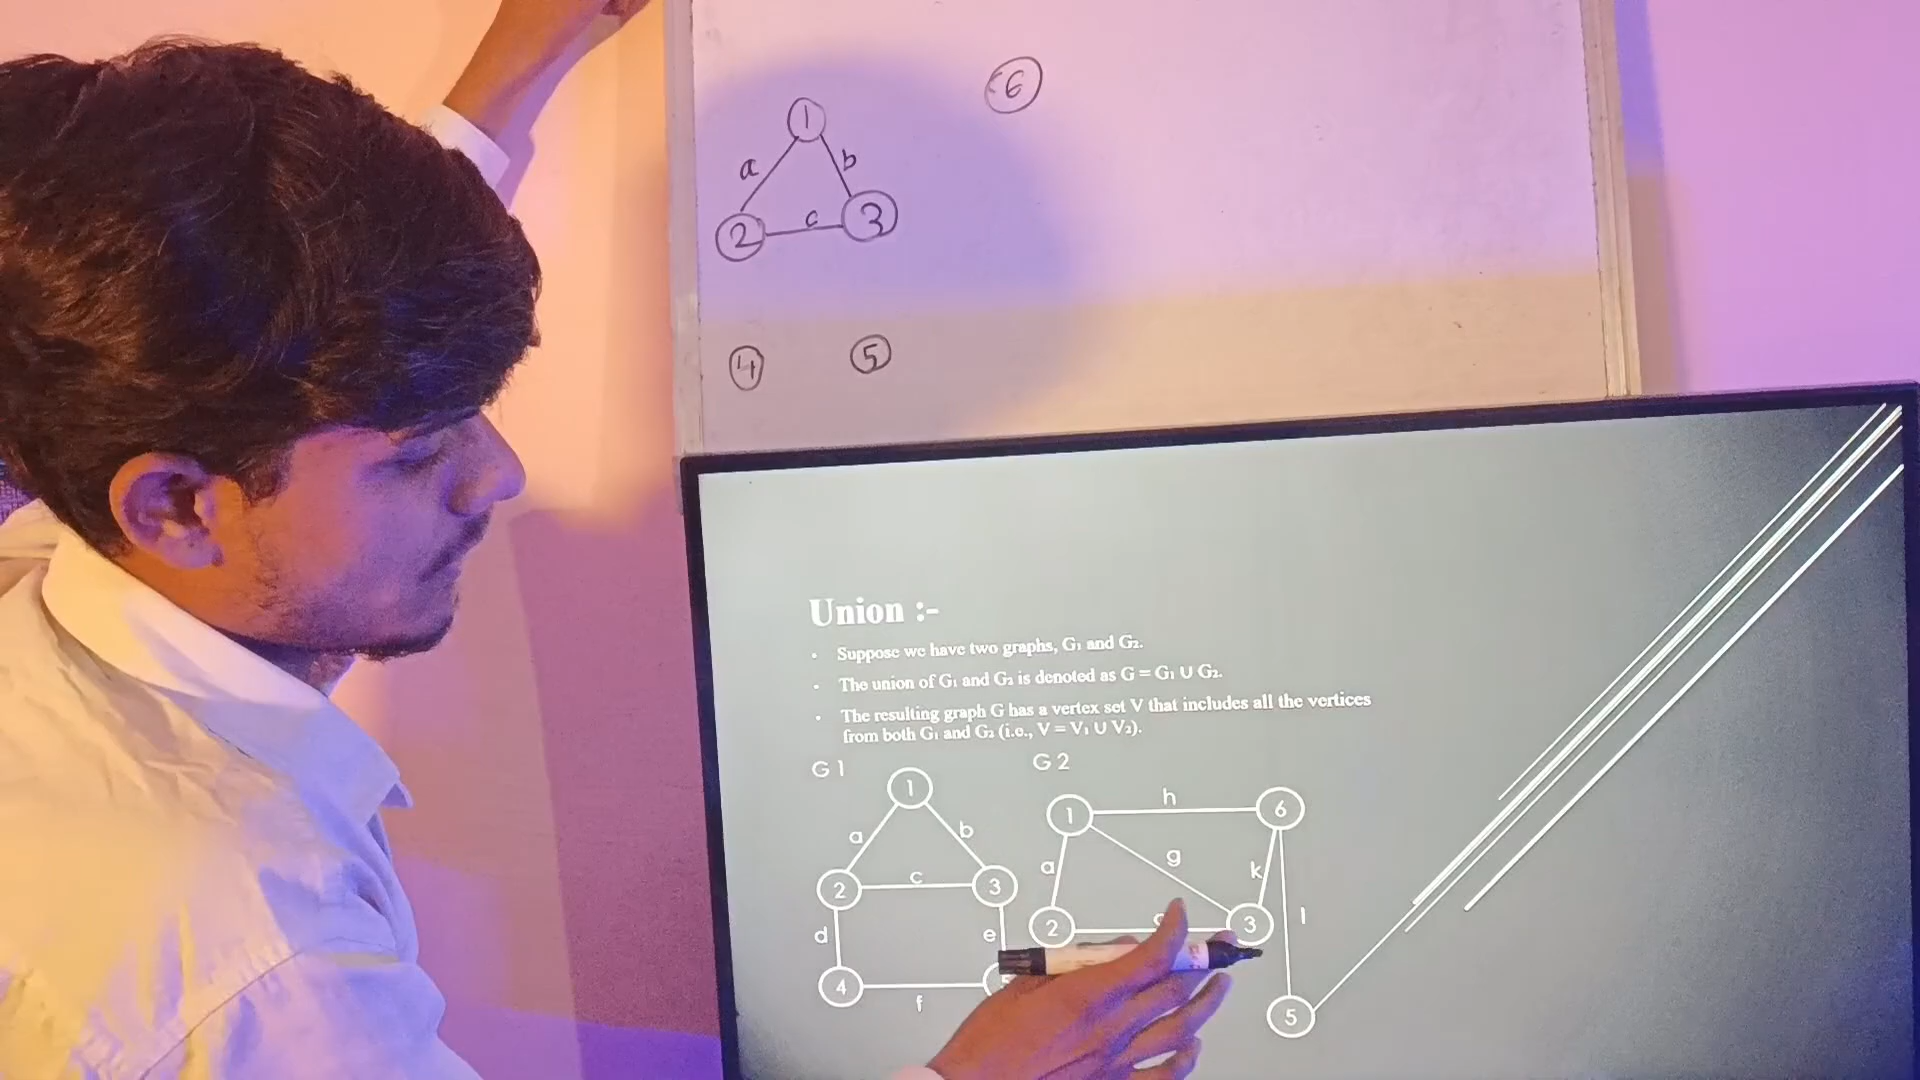 6
1
a b
2 c 3
4 5
Union :-
Suppose we have two graphs, G₁ and G₂.
The union of G₁ and G₂ is denoted as G = G₁ U G₂.
The resulting graph G has a vertex set V that includes all the vertices
from both G₁ and G₂ (i.e., V = V₁ U V₂).
G 1
1
a b
2 c 3
d e
4 f
G 2
1 h 6
a g k
2 3 l
5